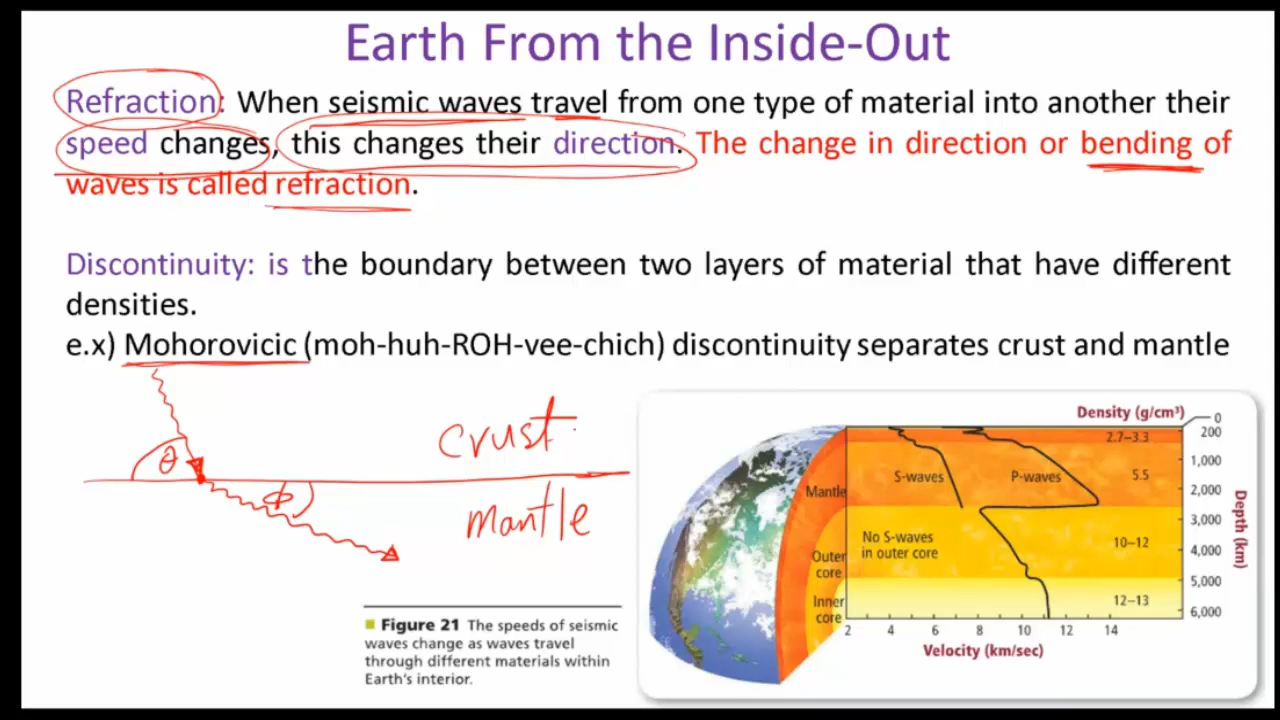 Earth From the Inside-Out
Refraction: When seismic waves travel from one type of material into another their
speed changes, this changes their direction. The change in direction or bending of
waves is called refraction.
Discontinuity: is the boundary between two layers of material that have different
densities.
e.x) Mohorovicic (moh-huh-ROH-vee-chich) discontinuity separates crust and mantle
θ
ϕ
crust
mantle
Figure 21 The speeds of seismic
waves change as waves travel
through different materials within
Earth's interior.
Density (g/cm³)
0
200
2.7–3.3
1,000
Mantle
S-waves
P-waves
5.5
2,000
3,000
Outer
core
No S-waves
in outer core
10–12
4,000
5,000
Inner
core
12–13
6,000
Depth (km)
2 4 6 8 10 12 14
Velocity (km/sec)